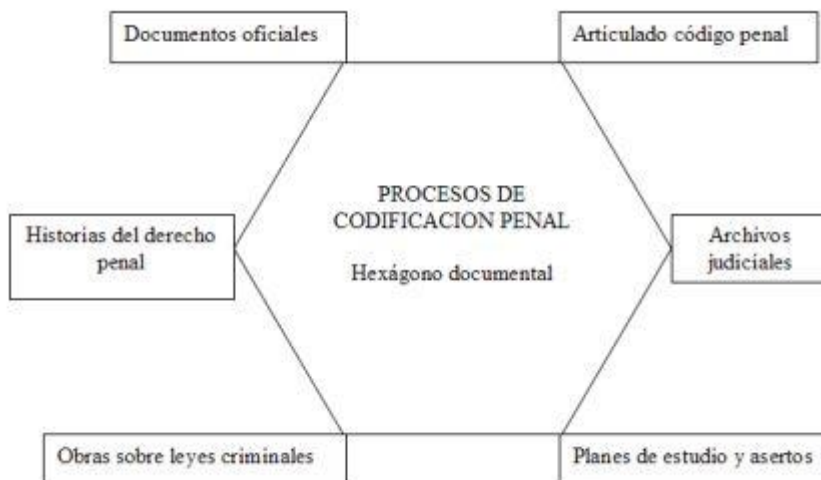 Documentos oficiales
Articulado código penal
PROCESOS DE
CODIFICACION PENAL
Hexágono documental
Historias del derecho
penal
Archivos
judiciales
Obras sobre leyes criminales
Planes de estudio y asertos